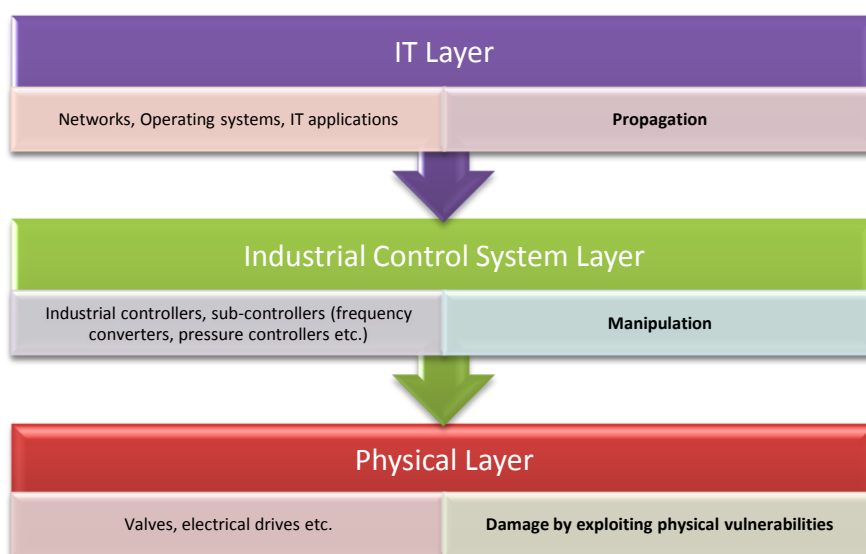 IT Layer
Networks, Operating systems, IT applications
Propagation
Industrial Control System Layer
Industrial controllers, sub-controllers (frequency
converters, pressure controllers etc.)
Manipulation
Physical Layer
Valves, electrical drives etc.
Damage by exploiting physical vulnerabilities